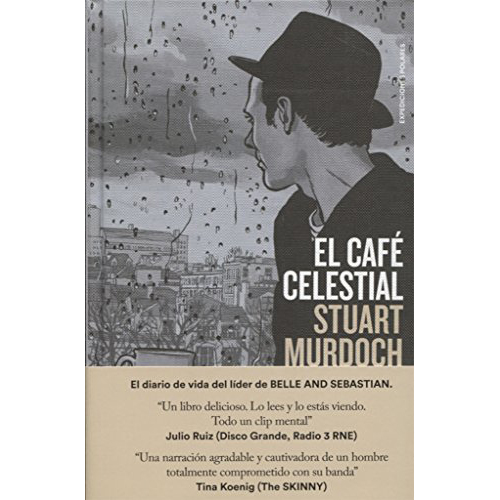 EXPEDICIONES POLARES
EL CAFÉ
CELESTIAL
STUART
MURDOCH
El diario de vida del líder de BELLE AND SEBASTIAN.
“Un libro delicioso. Lo lees y lo estás viendo.
Todo un clip mental”
Julio Ruiz (Disco Grande, Radio 3 RNE)
“Una narración agradable y cautivadora de un hombre
totalmente comprometido con su banda”
Tina Koenig (The SKINNY)